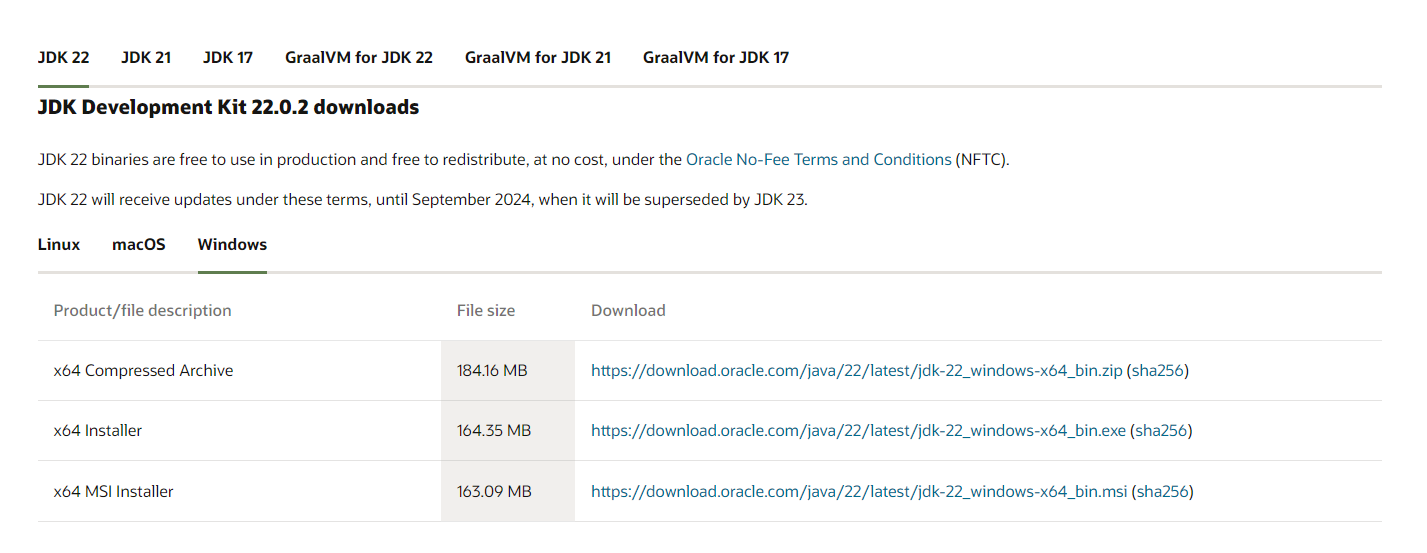 JDK 22 JDK 21 JDK 17 GraalVM for JDK 22 GraalVM for JDK 21 GraalVM for JDK 17
JDK Development Kit 22.0.2 downloads
JDK 22 binaries are free to use in production and free to redistribute, at no cost, under the Oracle No-Fee Terms and Conditions (NFTC).
JDK 22 will receive updates under these terms, until September 2024, when it will be superseded by JDK 23.
Linux macOS Windows
Product/file description File size Download
x64 Compressed Archive 184.16 MB https://download.oracle.com/java/22/latest/jdk-22_windows-x64_bin.zip (sha256)
x64 Installer 164.35 MB https://download.oracle.com/java/22/latest/jdk-22_windows-x64_bin.exe (sha256)
x64 MSI Installer 163.09 MB https://download.oracle.com/java/22/latest/jdk-22_windows-x64_bin.msi (sha256)